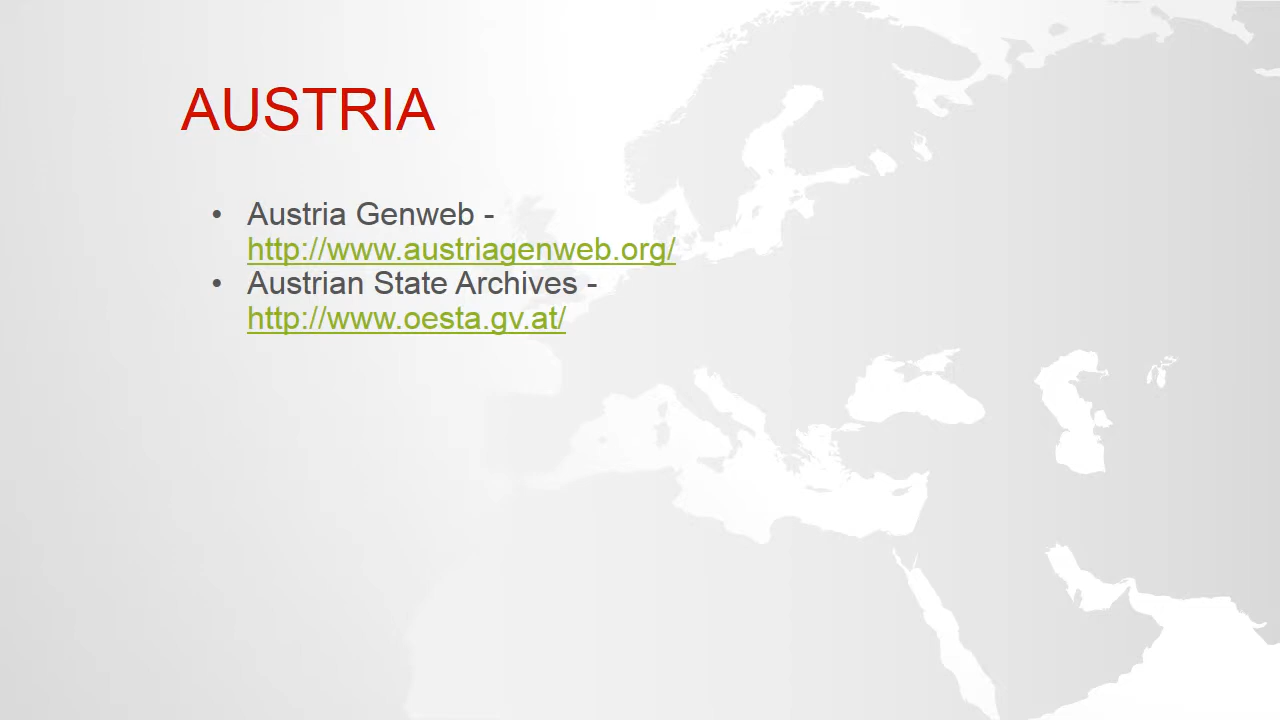 AUSTRIA
• Austria Genweb -
http://www.austriagenweb.org/
• Austrian State Archives -
http://www.oesta.gv.at/